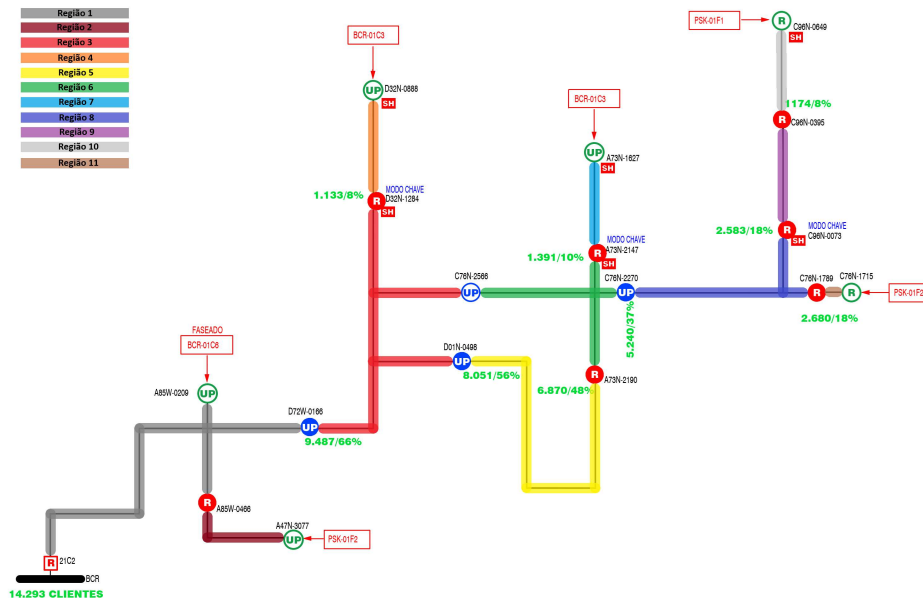 Região 1
Região 2
Região 3
Região 4
Região 5
Região 6
Região 7
Região 8
Região 9
Região 10
Região 11
BCR-01C3
UP
D32N-0888
SH
1.133/8%
MODO CHAVE
R
D32N-1284
SH
BCR-01C3
UP
A73N-1627
SH
MODO CHAVE
R
A73N-2147
SH
1.391/10%
PSK-01F1
R
C96N-0649
SH
1174/8%
R
C96N-0395
MODO CHAVE
R
C96N-0073
SH
2.583/18%
C76N-2566
UP
C76N-2270
UP
5.240/37%
C76N-1789
R
C76N-1715
R
PSK-01F2
2.680/18%
D01N-0498
UP
8.051/56%
R
A73N-2190
6.870/48%
FASEADO
BCR-01C6
A85W-0209
UP
D72W-0166
UP
9.487/66%
R
A85W-0466
A47N-3077
UP
PSK-01F2
R
21C2
BCR
14.293 CLIENTES